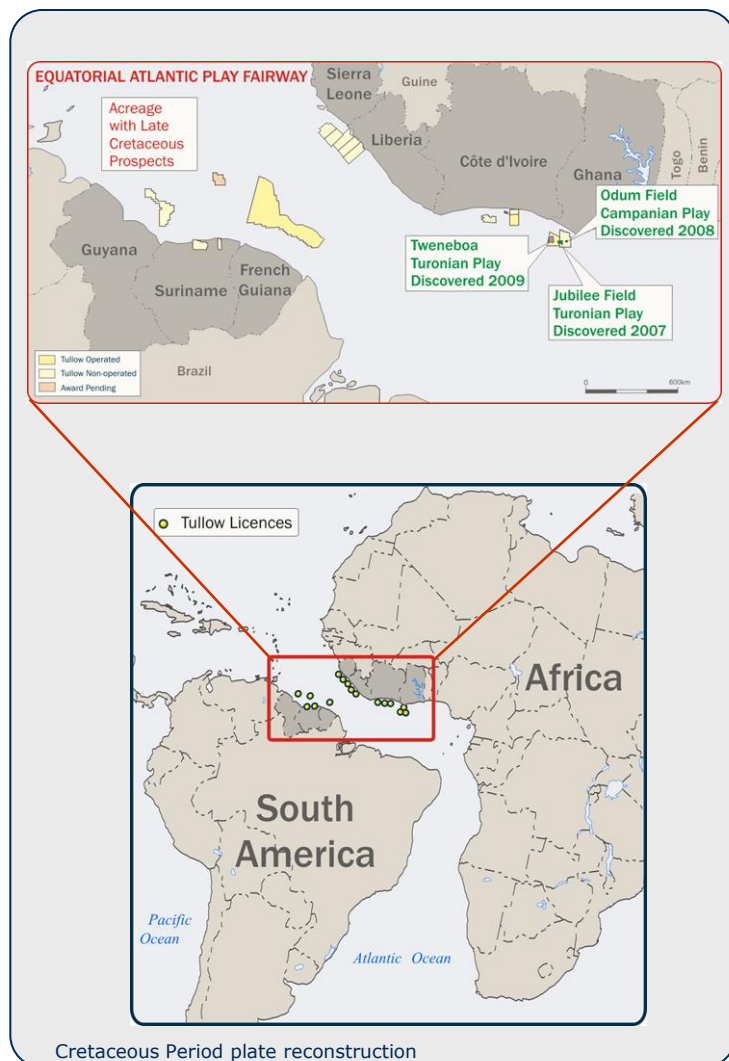 EQUATORIAL ATLANTIC PLAY FAIRWAY
Acreage
with Late
Cretaceous
Prospects
Sierra
Leone
Guine
Liberia
Côte d'Ivoire
Ghana
Togo
Benin
Odum Field
Campanian Play
Discovered 2008
Tweneboa
Turonian Play
Discovered 2009
Jubilee Field
Turonian Play
Discovered 2007
Guyana
Suriname
French
Guiana
Brazil
Tullow Operated
Tullow Non-operated
Award Pending
0 600km
Tullow Licences
Africa
South
America
Pacific
Ocean
Atlantic Ocean
Cretaceous Period plate reconstruction